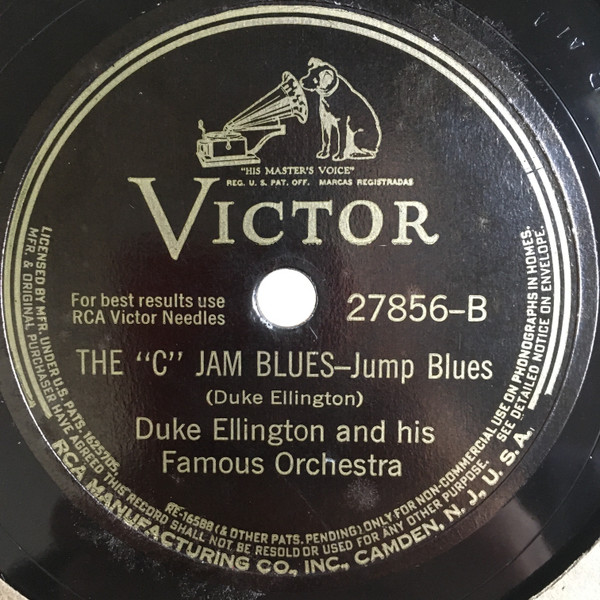 "HIS MASTER'S VOICE"
REG. U. S. PAT. OFF. MARCAS REGISTRADAS
VICTOR
For best results use
RCA Victor Needles
27856-B
THE "C" JAM BLUES—Jump Blues
(Duke Ellington)
Duke Ellington and his
Famous Orchestra
LICENSED BY MFR. UNDER U.S. PATS. 1625705, RE-16588 (& OTHER PATS. PENDING) ONLY FOR NON-COMMERCIAL USE ON PHONOGRAPHS IN HOMES.
MFR. & ORIGINAL PURCHASER HAVE AGREED THIS RECORD SHALL NOT BE RESOLD OR USED FOR ANY OTHER PURPOSE. SEE DETAILED NOTICE ON ENVELOPE.
RCA MANUFACTURING CO., INC., CAMDEN, N. J., U. S. A.